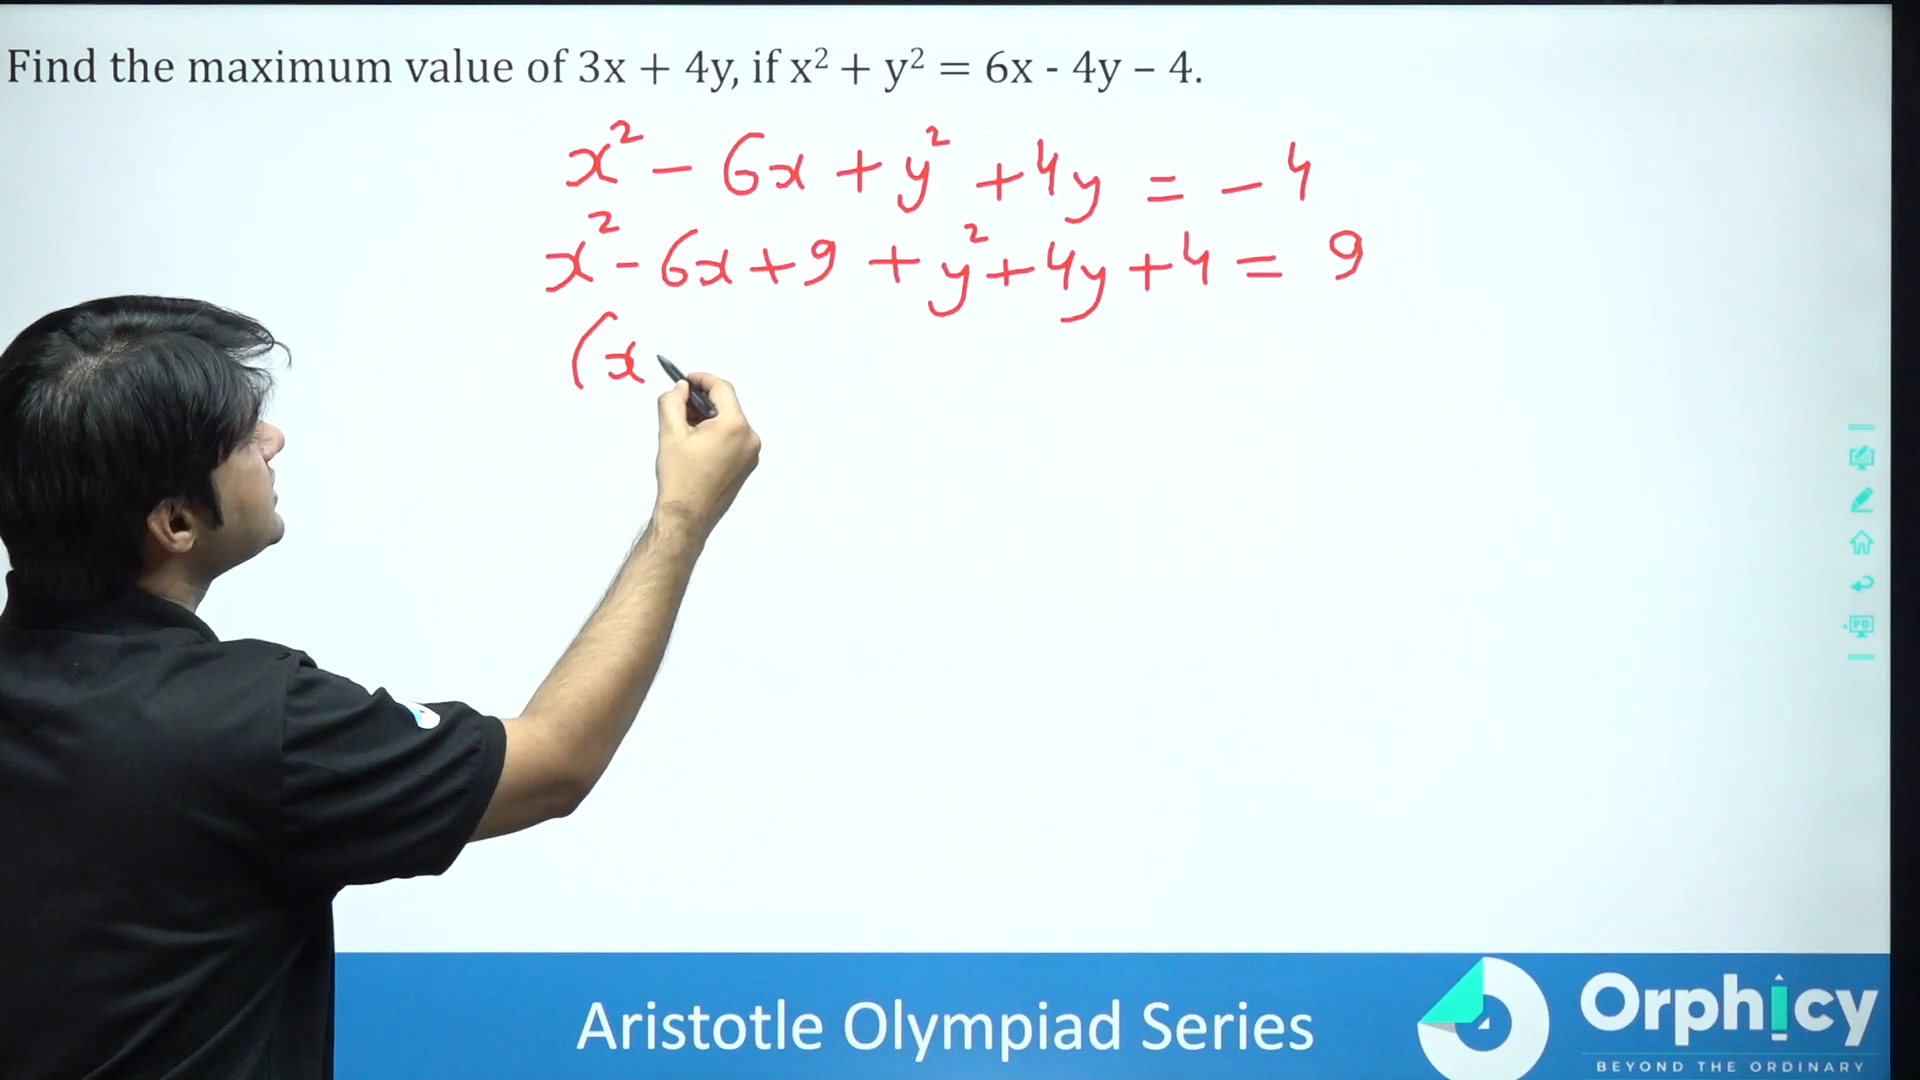 Find the maximum value of 3x + 4y, if x² + y² = 6x - 4y – 4.
x² - 6x + y² + 4y = - 4
x² - 6x + 9 + y² + 4y + 4 = 9
(x
Aristotle Olympiad Series
Orphicy
BEYOND THE ORDINARY